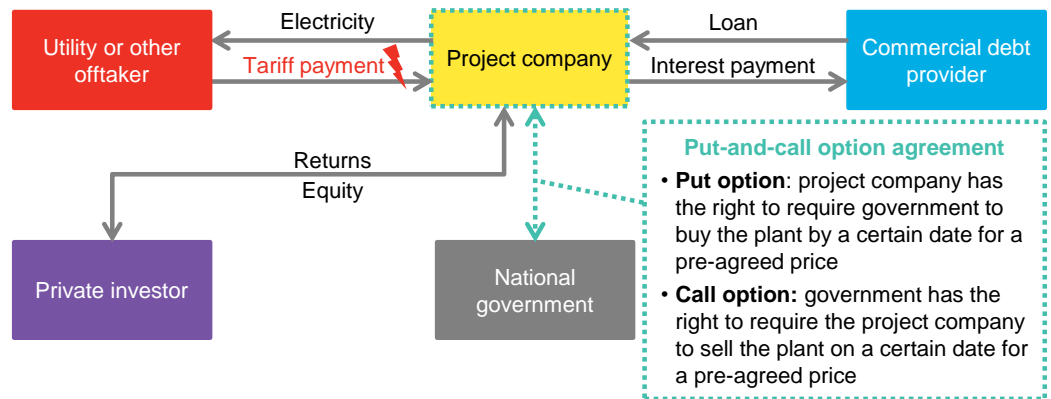 Electricity
Loan
Utility or other
offtaker
Tariff payment
Project company
Interest payment
Commercial debt
provider
Returns
Equity
Put-and-call option agreement
• Put option: project company has
the right to require government to
buy the plant by a certain date for a
pre-agreed price
• Call option: government has the
right to require the project company
to sell the plant on a certain date for
a pre-agreed price
Private investor
National
government